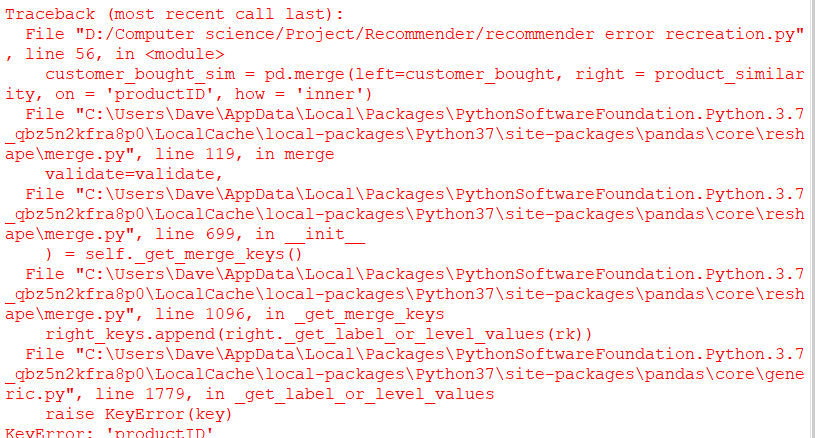 Traceback (most recent call last):
  File "D:/Computer science/Project/Recommender/recommender error recreation.py"
, line 56, in <module>
    customer_bought_sim = pd.merge(left=customer_bought, right = product_similar
ity, on = 'productID', how = 'inner')
  File "C:\Users\Dave\AppData\Local\Packages\PythonSoftwareFoundation.Python.3.7
_qbz5n2kfra8p0\LocalCache\local-packages\Python37\site-packages\pandas\core\resh
ape\merge.py", line 119, in merge
    validate=validate,
  File "C:\Users\Dave\AppData\Local\Packages\PythonSoftwareFoundation.Python.3.7
_qbz5n2kfra8p0\LocalCache\local-packages\Python37\site-packages\pandas\core\resh
ape\merge.py", line 699, in __init__
    ) = self._get_merge_keys()
  File "C:\Users\Dave\AppData\Local\Packages\PythonSoftwareFoundation.Python.3.7
_qbz5n2kfra8p0\LocalCache\local-packages\Python37\site-packages\pandas\core\resh
ape\merge.py", line 1096, in _get_merge_keys
    right_keys.append(right._get_label_or_level_values(rk))
  File "C:\Users\Dave\AppData\Local\Packages\PythonSoftwareFoundation.Python.3.7
_qbz5n2kfra8p0\LocalCache\local-packages\Python37\site-packages\pandas\core\gene
ric.py", line 1779, in _get_label_or_level_values
    raise KeyError(key)
KeyError: 'productID'